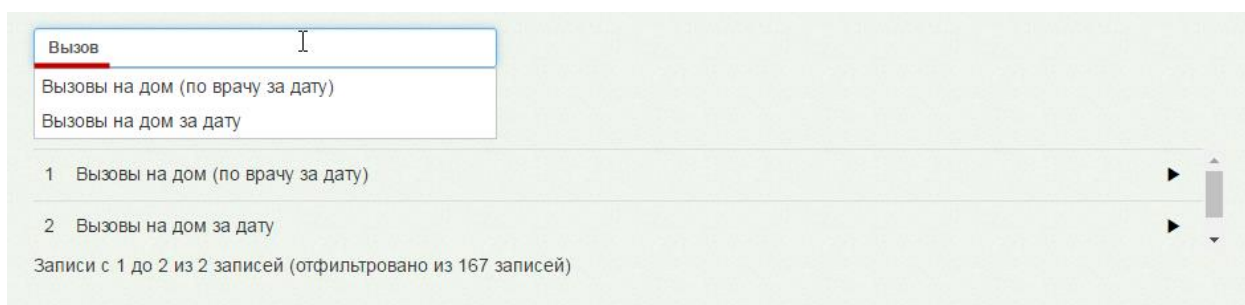 Вызов
Вызовы на дом (по врачу за дату)
Вызовы на дом за дату
1 Вызовы на дом (по врачу за дату)
2 Вызовы на дом за дату
Записи с 1 до 2 из 2 записей (отфильтровано из 167 записей)